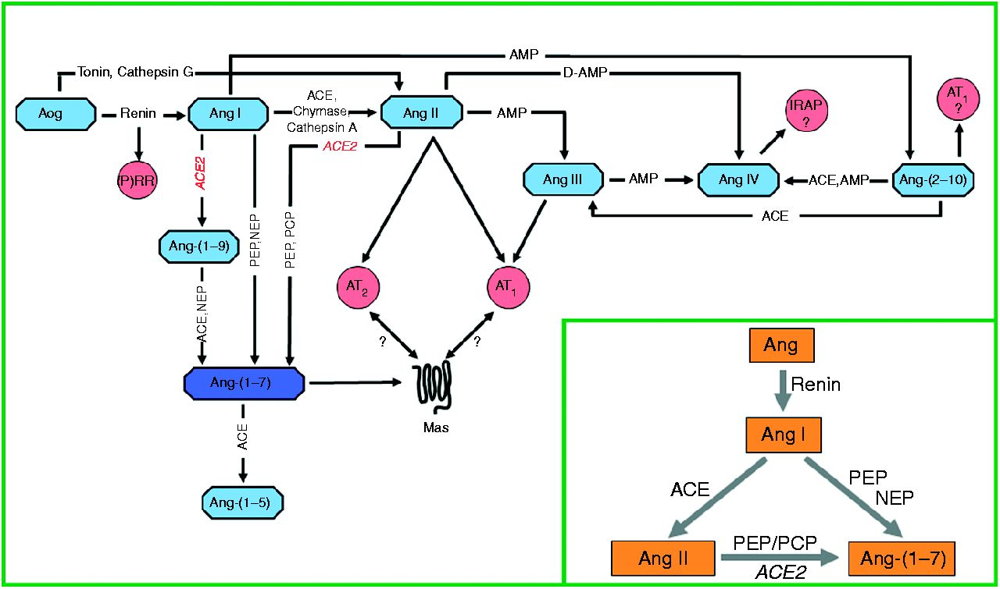 AMP
Tonin, Cathepsin G
D-AMP
Aog
Renin
Ang I
ACE,
Chymase,
Cathepsin A
Ang II
AMP
IRAP
?
AT1
?
ACE2
(P)RR
ACE2
Ang III
AMP
Ang IV
ACE,AMP
Ang-(2–10)
ACE
Ang-(1–9)
PEP,NEP
PEP, PCP
AT2
AT1
ACE,NEP
?
?
Ang-(1–7)
Mas
ACE
Ang-(1–5)
Ang
Renin
Ang I
ACE
PEP
NEP
Ang II
PEP/PCP
ACE2
Ang-(1–7)